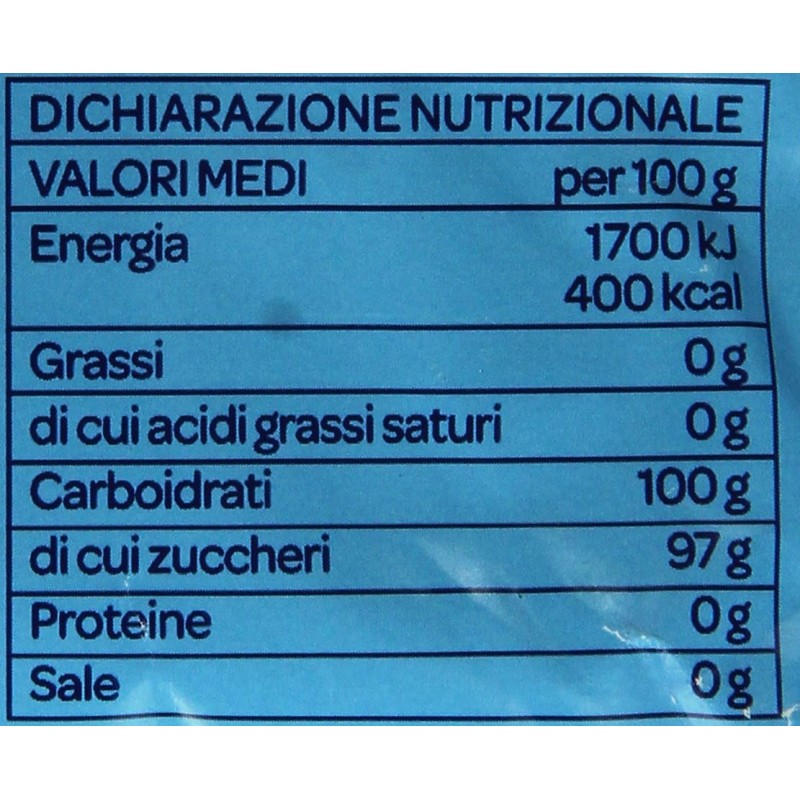 DICHIARAZIONE NUTRIZIONALE
VALORI MEDI per 100 g
Energia 1700 kJ
400 kcal
Grassi 0 g
di cui acidi grassi saturi 0 g
Carboidrati 100 g
di cui zuccheri 97 g
Proteine 0 g
Sale 0 g